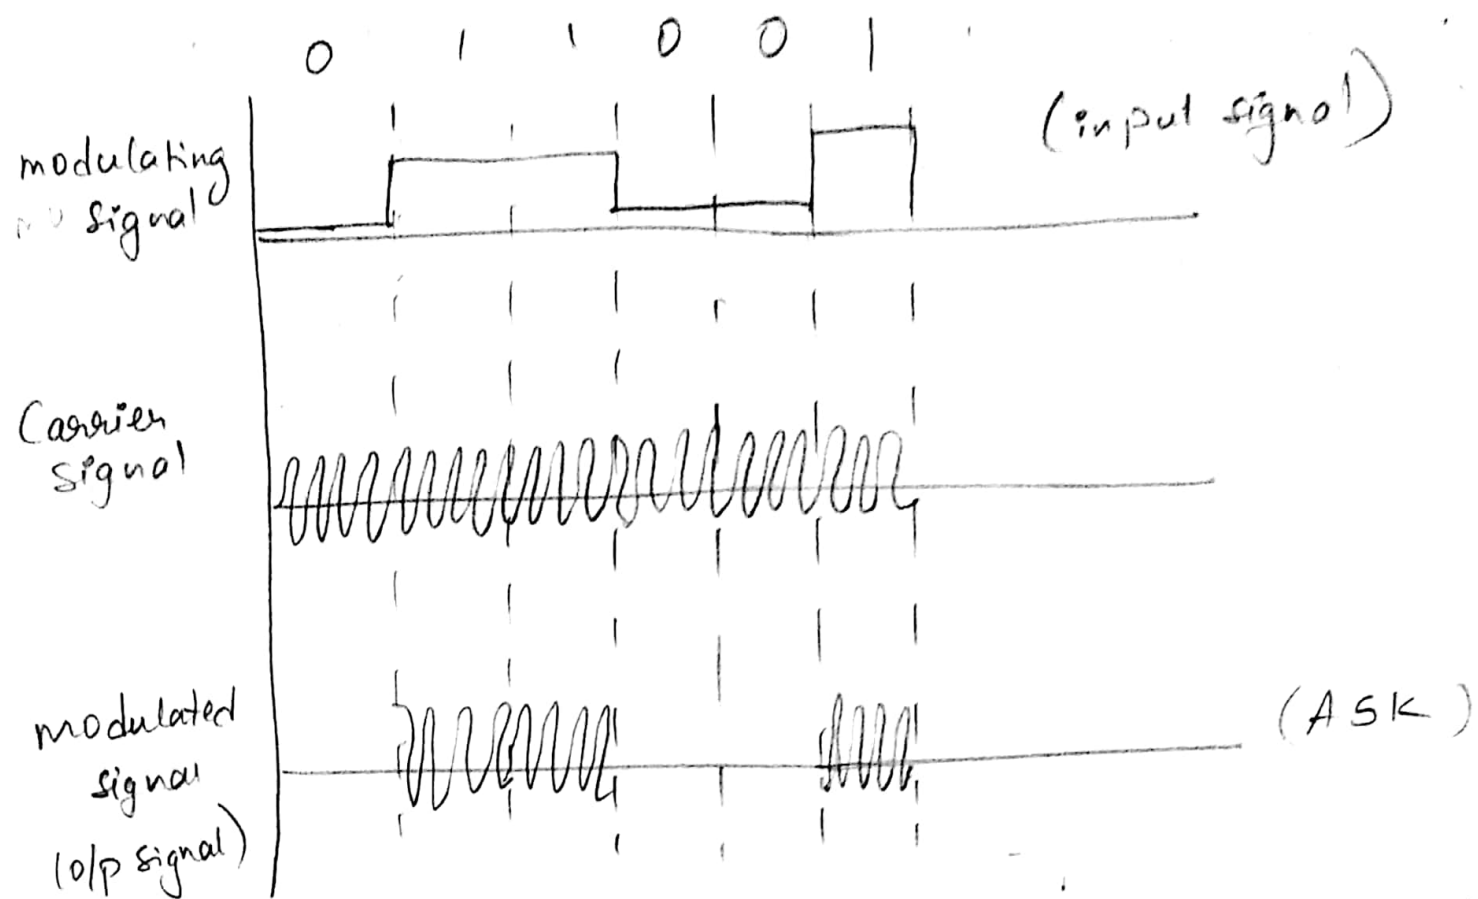 0 1 1 0 0 1
(input signal)
modulating
signal
Carrier
signal
modulated
signal
(o/p signal)
(ASK)